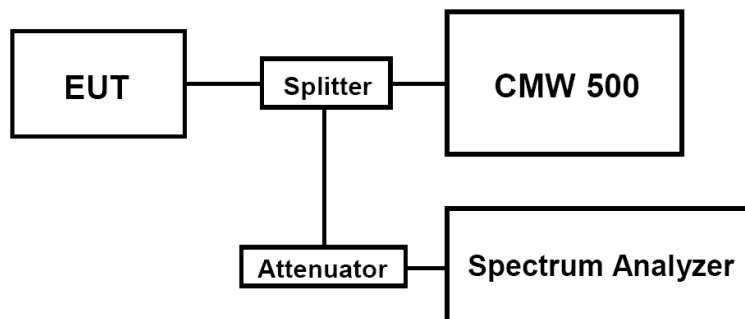 EUT
Splitter
CMW 500
Attenuator
Spectrum Analyzer